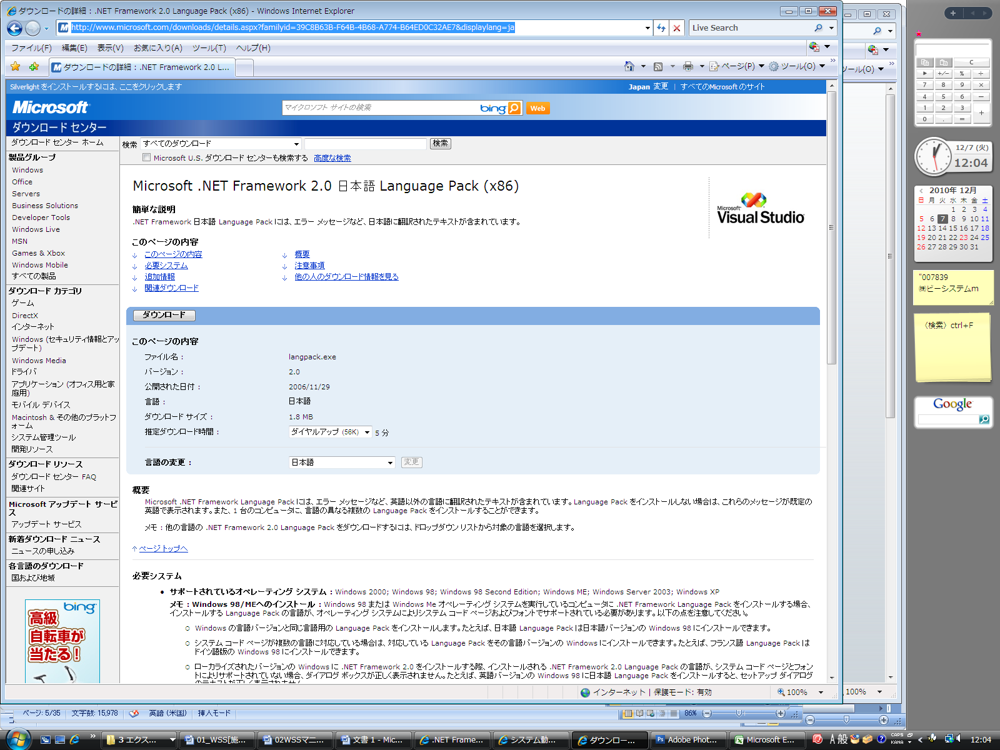 ダウンロードの詳細 : .NET Framework 2.0 Language Pack (x86) - Windows Internet Explorer
http://www.microsoft.com/downloads/details.aspx?familyid=39C8B63B-F64B-4B68-A774-B64ED0C32AE7&displaylang=ja
Live Search
ファイル(F) 編集(E) 表示(V) お気に入り(A) ツール(T) ヘルプ(H)
ダウンロードの詳細 : .NET Framework 2.0 L...
ページ(P) ツール(O)
ツール(O)
Silverlight をインストールするには、ここをクリックします
Japan 変更 | すべての Microsoft のサイト
Microsoft
マイクロソフト サイトの検索 bing Web
ダウンロード センター
ダウンロード センター ホーム
製品グループ
Windows
Office
Servers
Business Solutions
Developer Tools
Windows Live
MSN
Games & Xbox
Windows Mobile
すべての製品
ダウンロード カテゴリ
ゲーム
DirectX
インターネット
Windows (セキュリティ情報とアッ
プデート)
Windows Media
ドライバ
アプリケーション (オフィス用と家
庭用)
モバイル デバイス
Macintosh & その他のプラットフ
ォーム
システム管理ツール
開発リソース
ダウンロード リソース
ダウンロード センター FAQ
関連サイト
Microsoft アップデート サービ
ス
アップデート サービス
新着ダウンロード ニュース
ニュースの申し込み
各言語のダウンロード
国および地域
bing
高級
自転車が
当たる!
検索 すべてのダウンロード 検索
Microsoft U.S. ダウンロード センターも検索する 高度な検索
Microsoft .NET Framework 2.0 日本語 Language Pack (x86)
Microsoft
Visual Studio
簡単な説明
.NET Framework 日本語 Language Pack には、エラー メッセージなど、日本語に翻訳されたテキストが含まれています。
このページの内容
このページの内容 概要
必要システム 注意事項
追加情報 他の人のダウンロード情報を見る
関連ダウンロード
ダウンロード
このページの内容
ファイル名 : langpack.exe
バージョン : 2.0
公開された日付 : 2006/11/29
言語 : 日本語
ダウンロード サイズ : 1.8 MB
推定ダウンロード時間 : ダイヤルアップ (56K) 5 分
言語の変更 : 日本語 変更
概要
Microsoft .NET Framework Language Pack には、エラー メッセージなど、英語以外の言語に翻訳されたテキストが含まれています。Language Pack をインストールしない場合は、これらのメッセージが既定の
英語で表示されます。また、1 台のコンピュータに、言語の異なる複数の Language Pack をインストールすることができます。
メモ : 他の言語の .NET Framework 2.0 Language Pack をダウンロードするには、ドロップダウン リストから対象の言語を選択します。
ページ トップへ
必要システム
サポートされているオペレーティング システム : Windows 2000; Windows 98; Windows 98 Second Edition; Windows ME; Windows Server 2003; Windows XP
メモ : Windows 98/MEへのインストール : Windows 98 または Windows Me オペレーティング システムを実行しているコンピュータに .NET Framework Language Pack をインストールする場合、
インストールする Language Pack の言語が、オペレーティング システムによりシステム コード ページおよびフォントでサポートされている必要があります。以下の点を注意してください。
Windows の言語バージョンと同じ言語用の Language Pack をインストールします。たとえば、日本語 Language Pack は日本語バージョンの Windows 98 にインストールできます。
システム コード ページが複数の言語に対応している場合は、対応している Language Pack をその言語バージョンの Windows にインストールできます。たとえば、フランス語 Language Pack は
ドイツ語版の Windows 98 にインストールできます。
ローカライズされたバージョンの Windows に .NET Framework 2.0 をインストールする際、インストールされる .NET Framework 2.0 Language Pack の言語が、システム コード ページとフォン
トによりサポートされていない場合、ダイアログ ボックスが正しく表示されません。たとえば、英語バージョンの Windows 98 に日本語 Language Pack をインストールすると、セットアップ ダイアログ
のテキストが正しく表示されません。
インターネット | 保護モード: 有効 100%
100%
ページ: 5/35 文字数: 15,978 英語 (米国) 挿入モード 86%
C
+/- % ÷
7 8 9 ×
4 5 6 −
1 2 3 +
0 . =
12/7 (火)
12:04
2010年 12月
日 月 火 水 木 金 土
1 2 3 4
5 6 7 8 9 10 11
12 13 14 15 16 17 18
19 20 21 22 23 24 25
26 27 28 29 30 31
"007839
㈱ビーシステムm
〈検索〉ctrl+F
Google
3 エクス... 01_WSS[施... 02WSSマニ... 文書 1 - Mic... .NET Frame... システム動... ダウンロー... Adobe Phot... Microsoft E... A 般 CAPS KANA 12:04